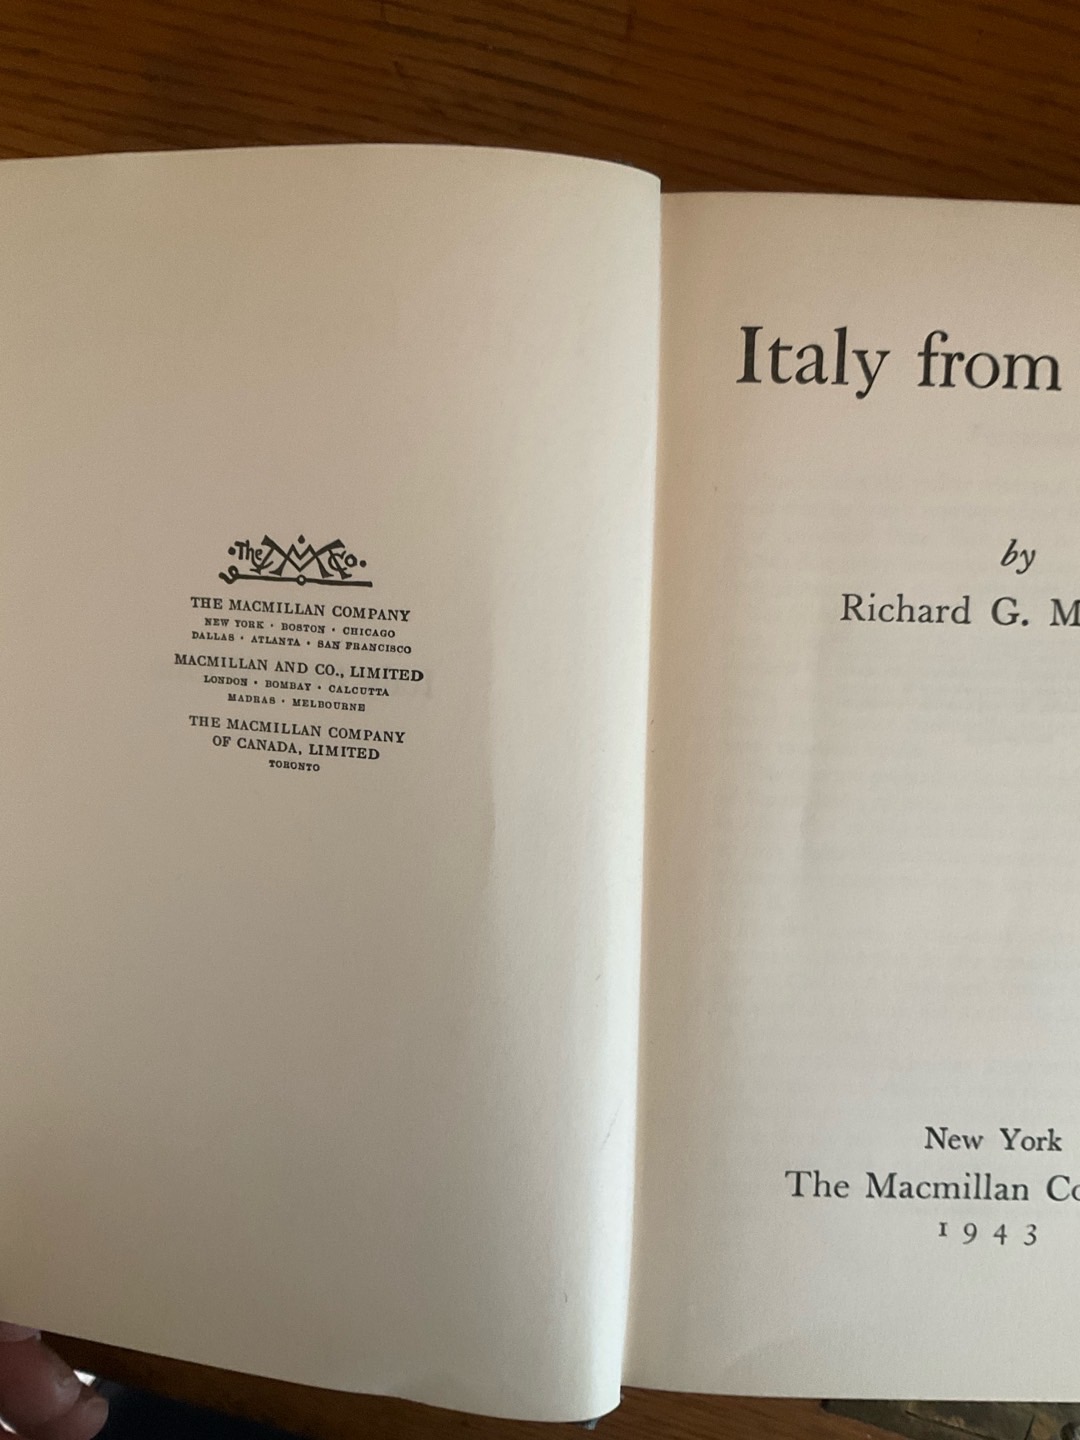 The M Co.
THE MACMILLAN COMPANY
NEW YORK · BOSTON · CHICAGO
DALLAS · ATLANTA · SAN FRANCISCO
MACMILLAN AND CO., LIMITED
LONDON · BOMBAY · CALCUTTA
MADRAS · MELBOURNE
THE MACMILLAN COMPANY
OF CANADA, LIMITED
TORONTO
Italy from
by
Richard G. M
New York
The Macmillan Co
1943